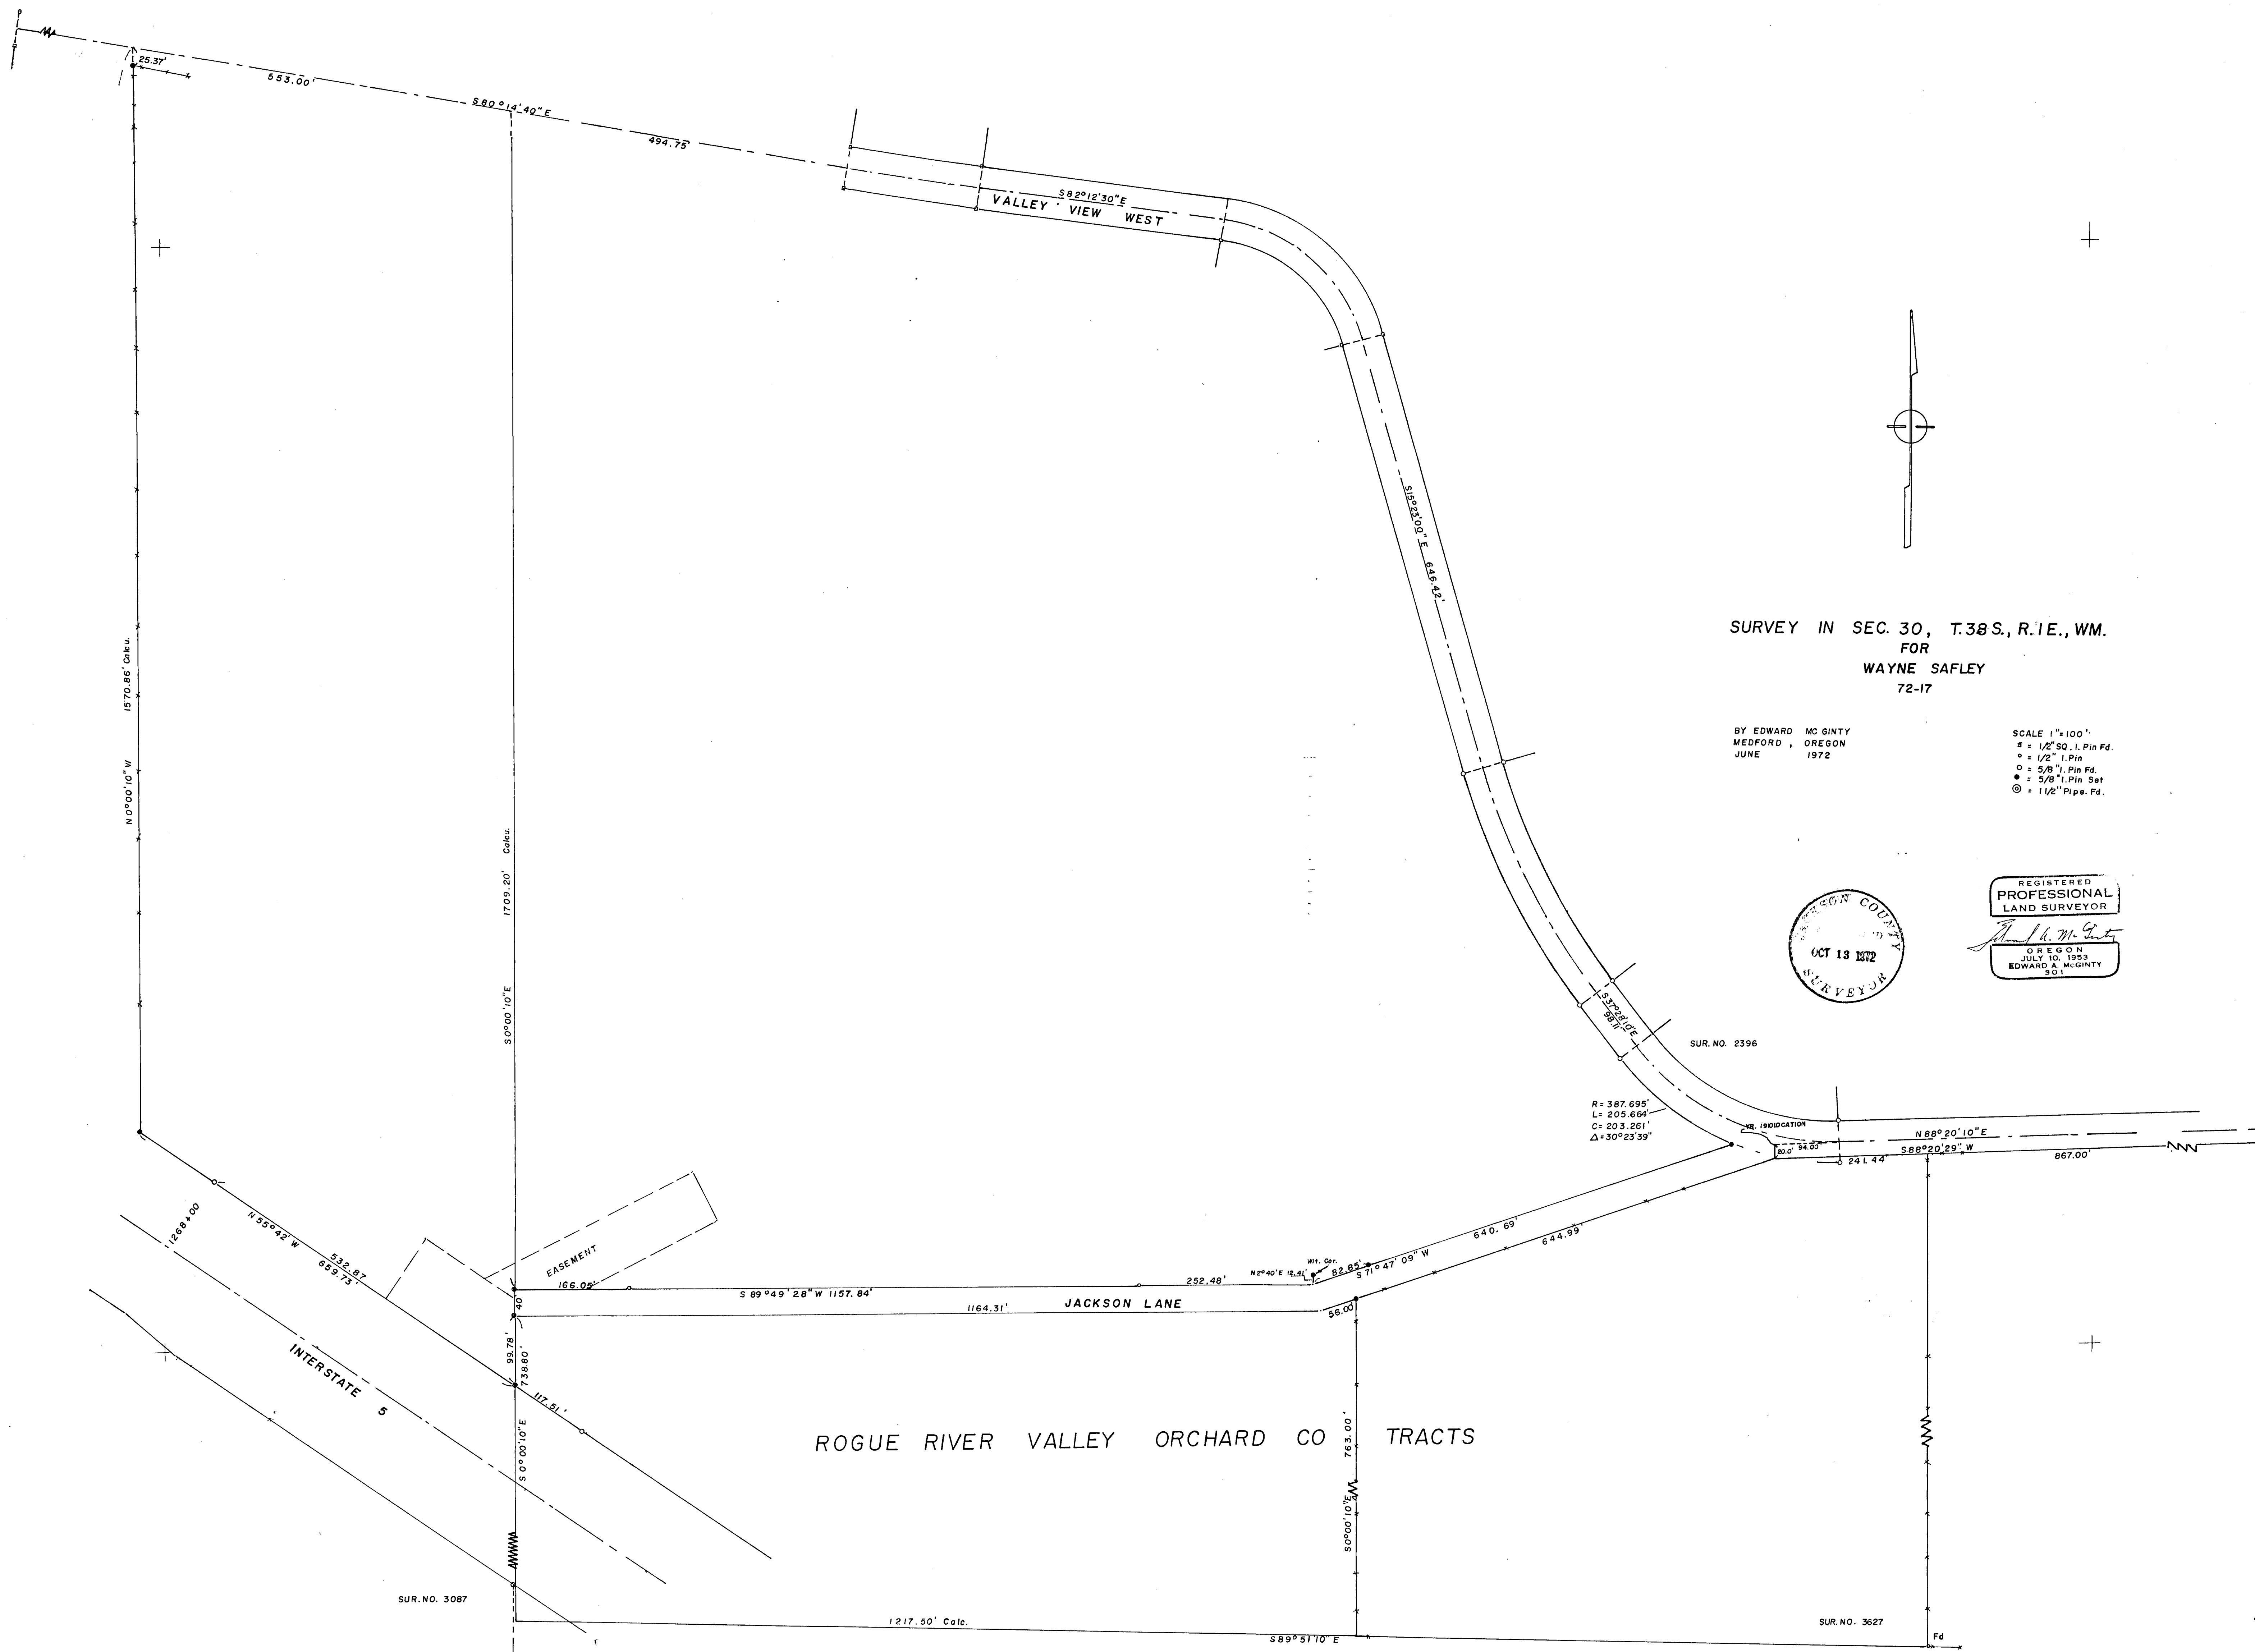 P
25.37'
553.00'
S 80°14'40" E
494.75'
S 82°12'30" E
VALLEY VIEW WEST
S15°23'00" E 646.42'
SURVEY IN SEC. 30, T.38 S., R.1 E., WM.
FOR
WAYNE SAFLEY
72-17
BY EDWARD MC GINTY
MEDFORD, OREGON
JUNE 1972
SCALE 1"=100'
= 1/2" SQ. I. Pin Fd.
= 1/2" I. Pin
= 5/8" I. Pin Fd.
= 5/8" I. Pin Set
= 1 1/2" Pipe. Fd.
N 0°00'10" W 1570.86' Calcu.
S 0°00'10" E 1709.20' Calcu.
COUNTY
OCT 13 1972
SURVEYOR
REGISTERED
PROFESSIONAL
LAND SURVEYOR
OREGON
JULY 10, 1953
EDWARD A. McGINTY
301
S 37°28'10" E
98.11'
SUR. NO. 2396
R = 387.695'
L = 205.664'
C = 203.261'
Δ = 30°23'39"
LOCATION
N 88°20'10" E
20.0' 94.00'
S 88°20'29" W
241.44'
867.00'
1268+00
N 55°42' W
532.87
659.73'
EASEMENT
166.05'
S 89°49'28" W 1157.84'
252.48'
Wit. Cor.
N 2°40' E 12.41'
82.85'
S 71°47'09" W
640.69'
644.99'
40'
1164.31'
JACKSON LANE
56.00'
99.78'
738.80'
INTERSTATE 5
117.51'
S 0°00'10" E
ROGUE RIVER VALLEY ORCHARD CO TRACTS
763.00'
S 0°00'10" E
SUR. NO. 3087
1217.50' Calc.
S 89°51'10" E
SUR. NO. 3627
Fd